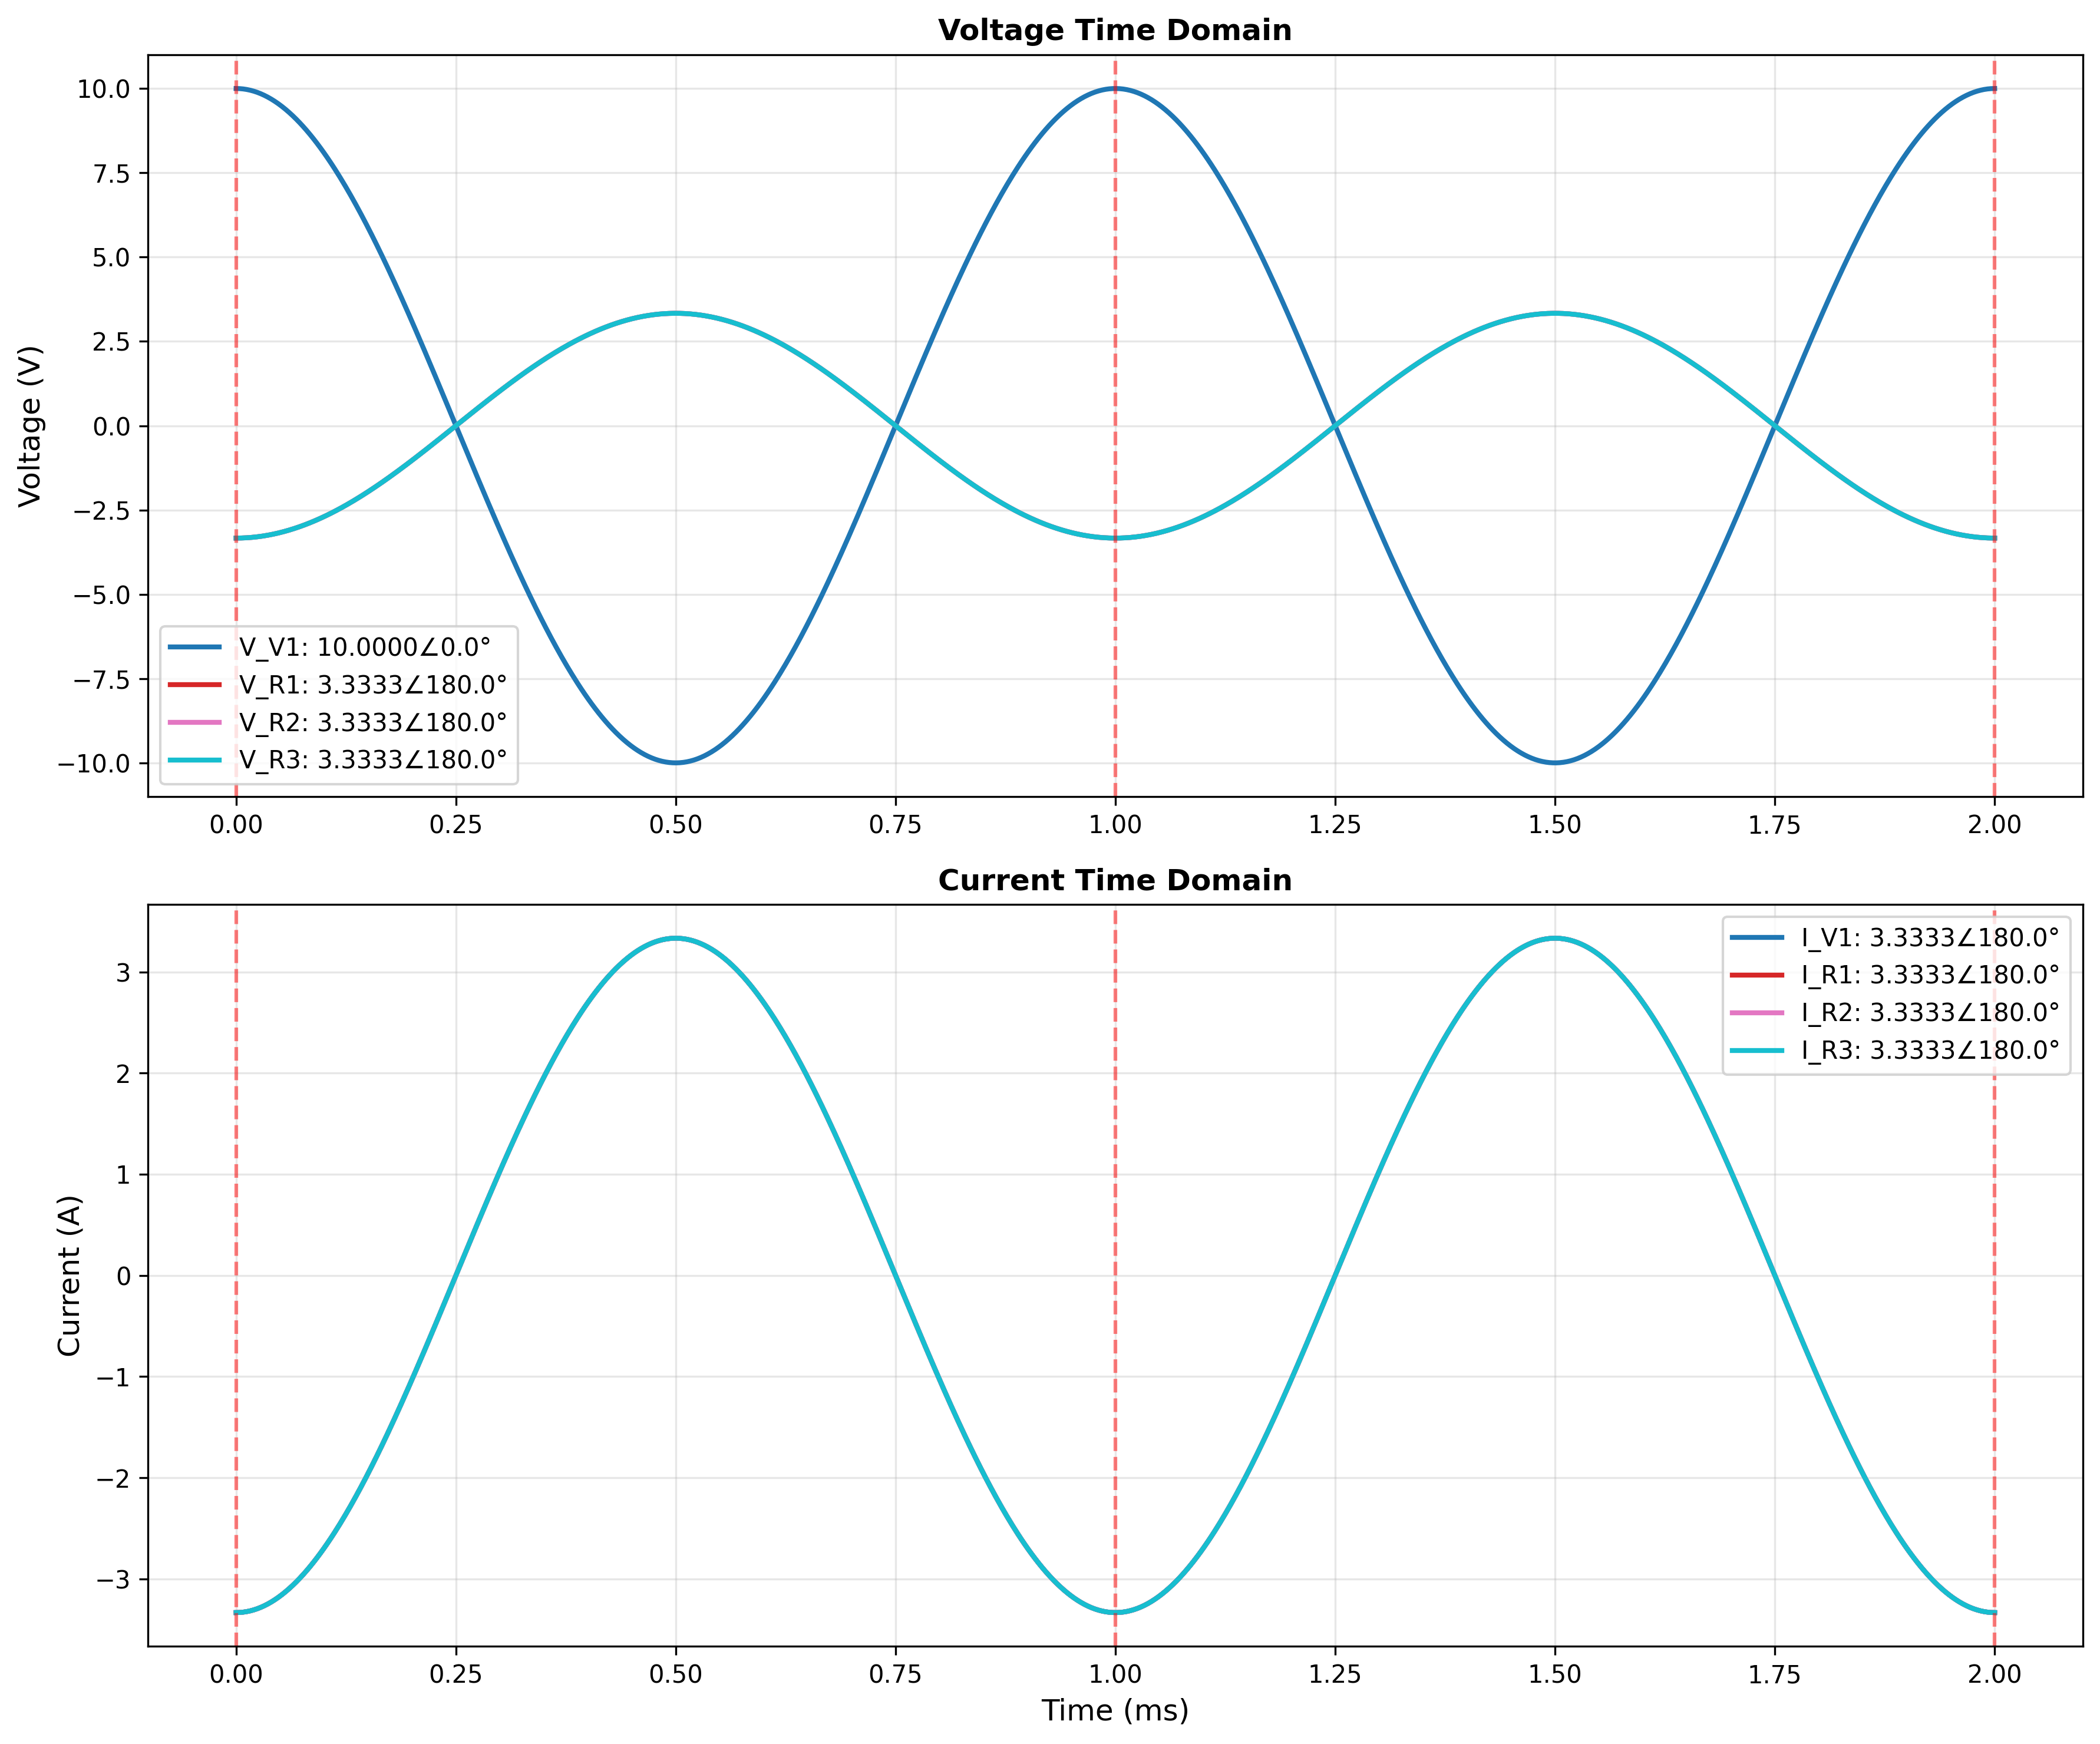 Voltage Time Domain
Voltage (V)
10.0
7.5
5.0
2.5
0.0
−2.5
−5.0
−7.5
−10.0
V_V1: 10.0000∠0.0°
V_R1: 3.3333∠180.0°
V_R2: 3.3333∠180.0°
V_R3: 3.3333∠180.0°
0.00 0.25 0.50 0.75 1.00 1.25 1.50 1.75 2.00
Current Time Domain
Current (A)
3
2
1
0
−1
−2
−3
I_V1: 3.3333∠180.0°
I_R1: 3.3333∠180.0°
I_R2: 3.3333∠180.0°
I_R3: 3.3333∠180.0°
0.00 0.25 0.50 0.75 1.00 1.25 1.50 1.75 2.00
Time (ms)